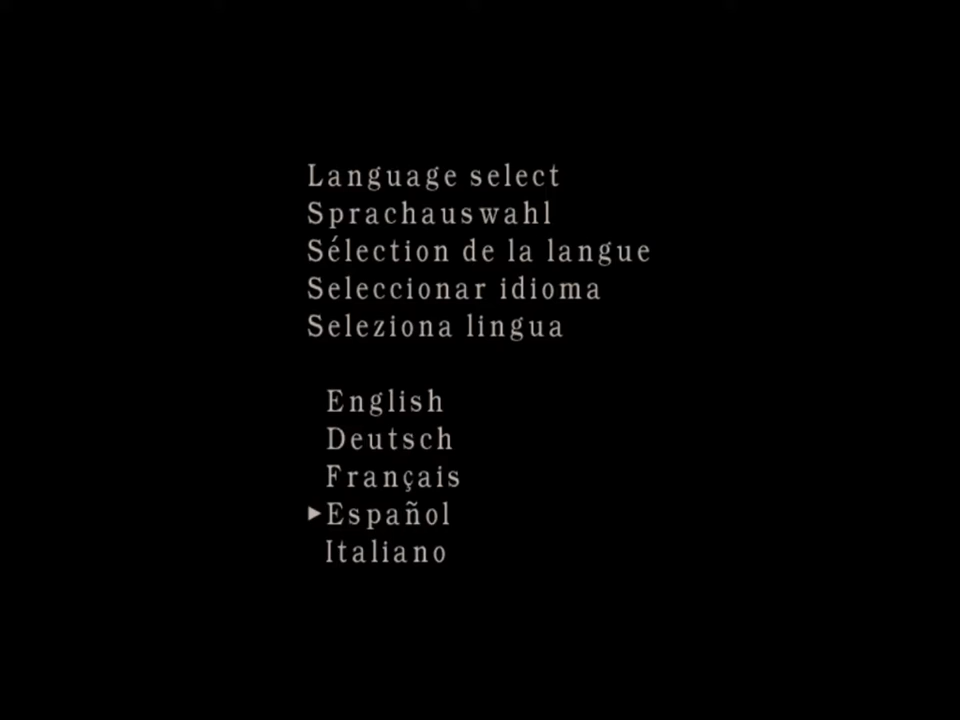 Language select
Sprachauswahl
Sélection de la langue
Seleccionar idioma
Seleziona lingua
English
Deutsch
Français
Español
Italiano